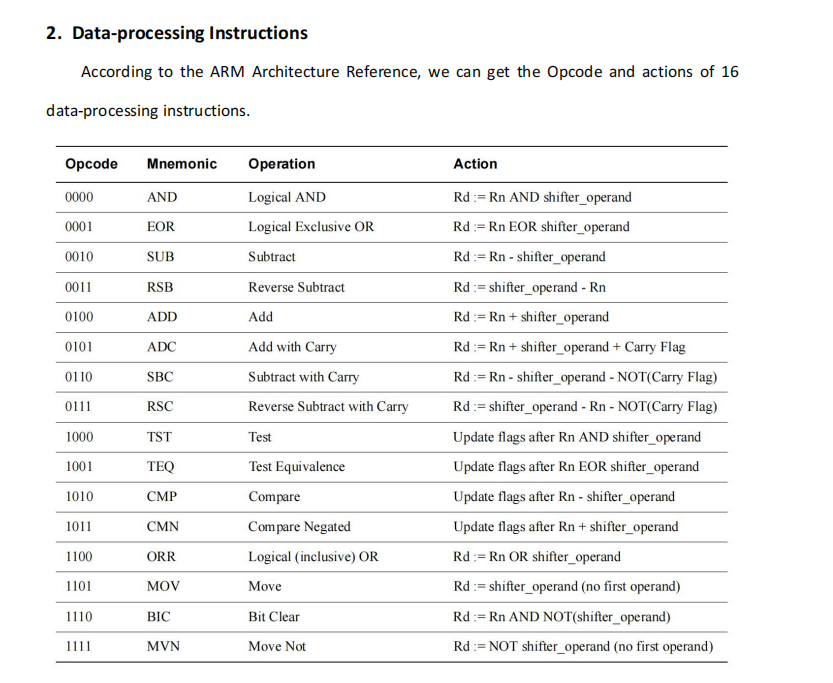 2. Data-processing Instructions
According to the ARM Architecture Reference, we can get the Opcode and actions of 16
data-processing instructions.
Opcode Mnemonic Operation Action
0000 AND Logical AND Rd := Rn AND shifter_operand
0001 EOR Logical Exclusive OR Rd := Rn EOR shifter_operand
0010 SUB Subtract Rd := Rn - shifter_operand
0011 RSB Reverse Subtract Rd := shifter_operand - Rn
0100 ADD Add Rd := Rn + shifter_operand
0101 ADC Add with Carry Rd := Rn + shifter_operand + Carry Flag
0110 SBC Subtract with Carry Rd := Rn - shifter_operand - NOT(Carry Flag)
0111 RSC Reverse Subtract with Carry Rd := shifter_operand - Rn - NOT(Carry Flag)
1000 TST Test Update flags after Rn AND shifter_operand
1001 TEQ Test Equivalence Update flags after Rn EOR shifter_operand
1010 CMP Compare Update flags after Rn - shifter_operand
1011 CMN Compare Negated Update flags after Rn + shifter_operand
1100 ORR Logical (inclusive) OR Rd := Rn OR shifter_operand
1101 MOV Move Rd := shifter_operand (no first operand)
1110 BIC Bit Clear Rd := Rn AND NOT(shifter_operand)
1111 MVN Move Not Rd := NOT shifter_operand (no first operand)